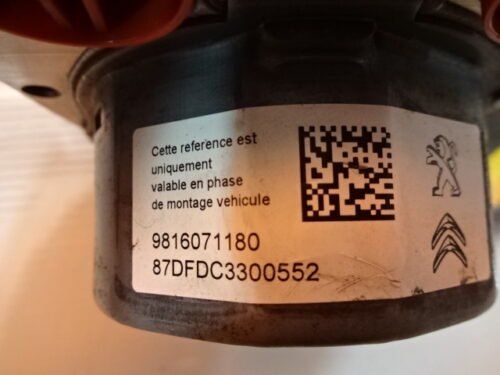 Cette reference est
uniquement
valable en phase
de montage vehicule
9816071180
87DFDC3300552